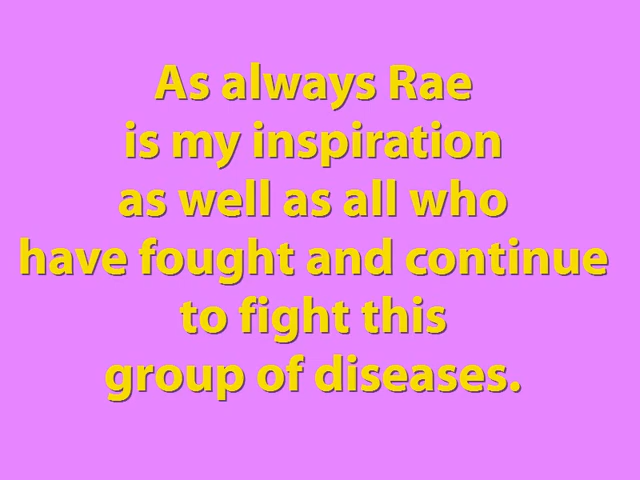 As always Rae
is my inspiration
as well as all who
have fought and continue
to fight this
group of diseases.